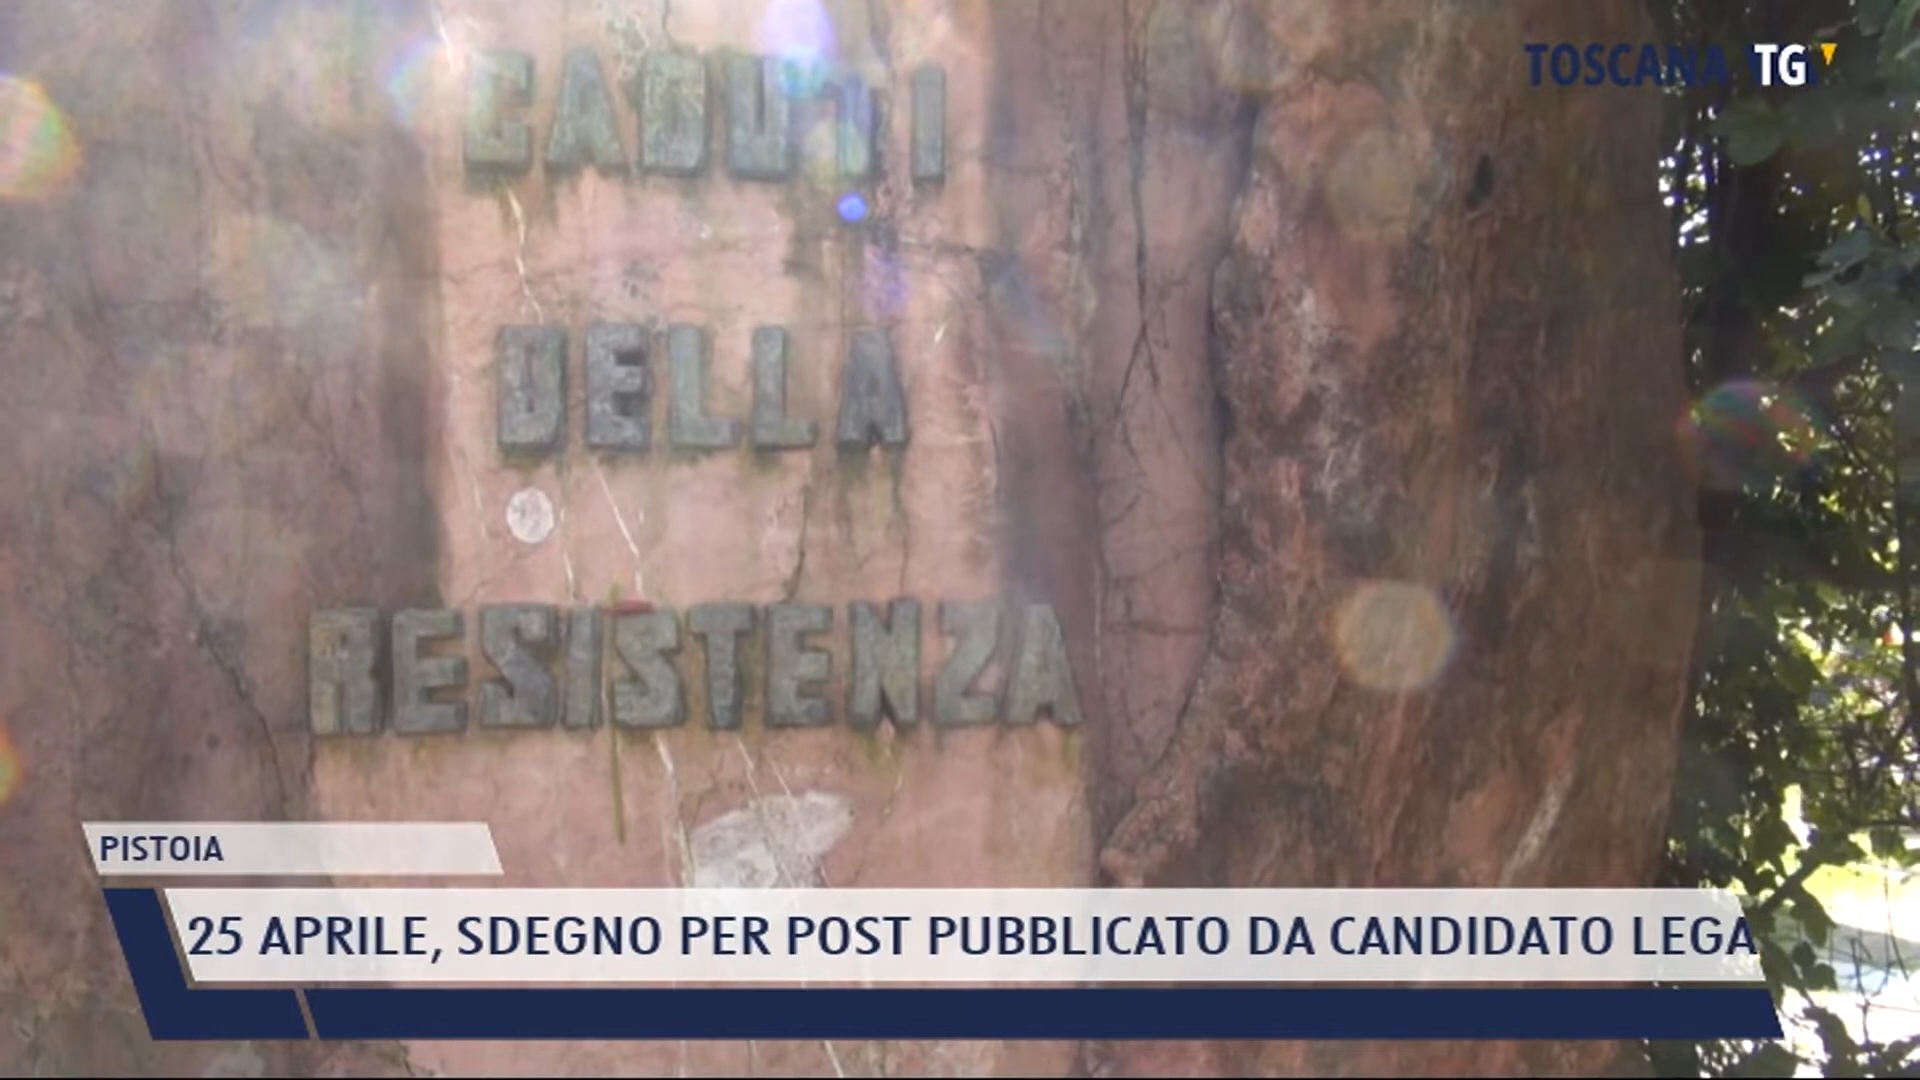 TOSCANA TG
CADUTI
DELLA
RESISTENZA
PISTOIA
25 APRILE, SDEGNO PER POST PUBBLICATO DA CANDIDATO LEGA